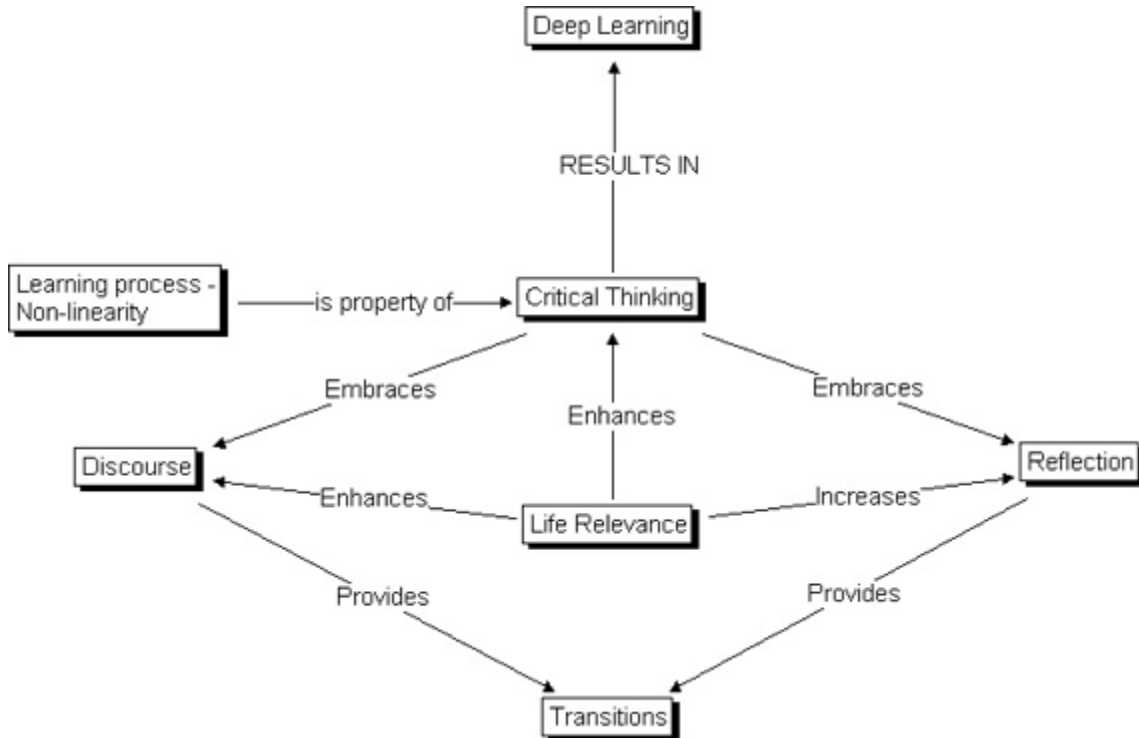 Deep Learning
RESULTS IN
Learning process -
Non-linearity
is property of
Critical Thinking
Embraces
Enhances
Embraces
Discourse
Enhances
Life Relevance
Increases
Reflection
Provides
Provides
Transitions